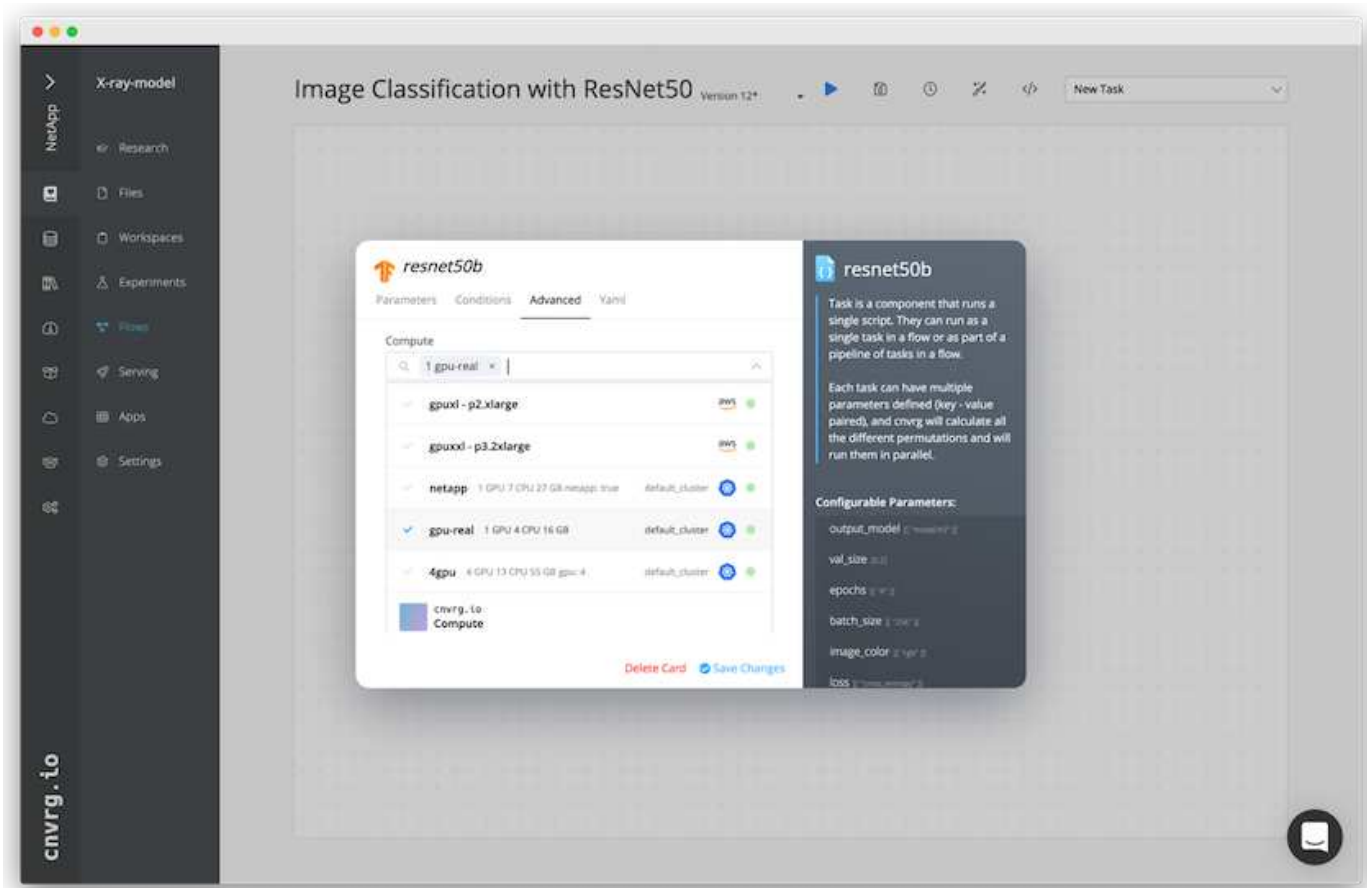 NetApp
cnvrg.io
X-ray-model
Research
Files
Workspaces
Experiments
Flows
Serving
Apps
Settings
Image Classification with ResNet50 Version 12*
New Task
resnet50b
Parameters Conditions Advanced Yaml
Compute
1 gpu-real ×
gpuxl - p2.xlarge aws
gpuxxl - p3.2xlarge aws
netapp 1 GPU 7 CPU 27 GB netapp: true default_cluster
gpu-real 1 GPU 4 CPU 16 GB default_cluster
4gpu 4 GPU 13 CPU 55 GB gpu: 4 default_cluster
cnvrg.io
Compute
Delete Card Save Changes
resnet50b
Task is a component that runs a
single script. They can run as a
single task in a flow or as part of a
pipeline of tasks in a flow.
Each task can have multiple
parameters defined (key - value
paired), and cnvrg will calculate all
the different permutations and will
run them in parallel.
Configurable Parameters:
output_model
val_size
epochs
batch_size
image_color
loss